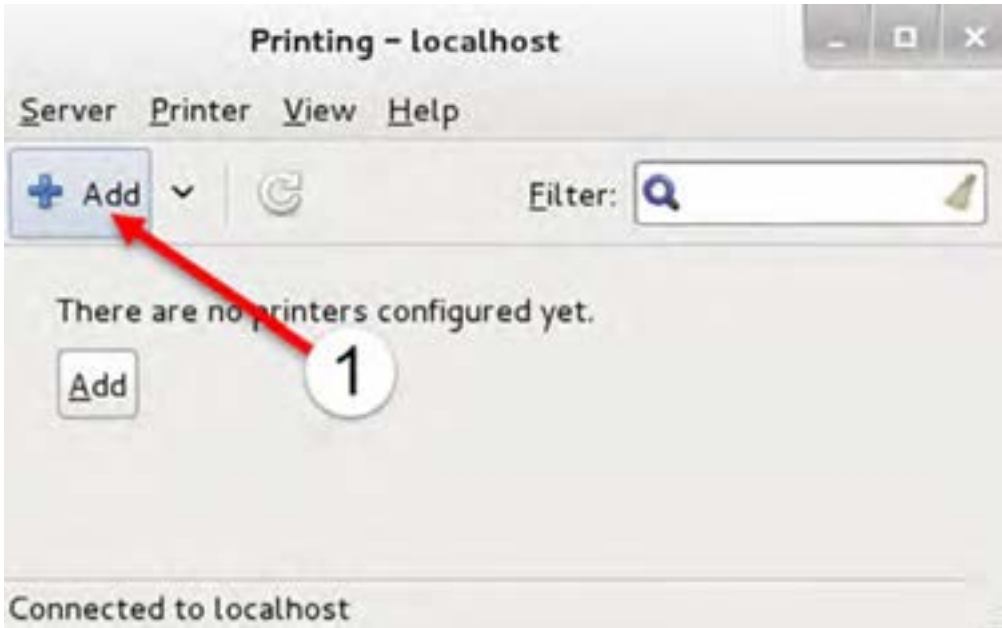 Printing - localhost
Server Printer View Help
Add Filter:
There are no printers configured yet.
1
Add
Connected to localhost